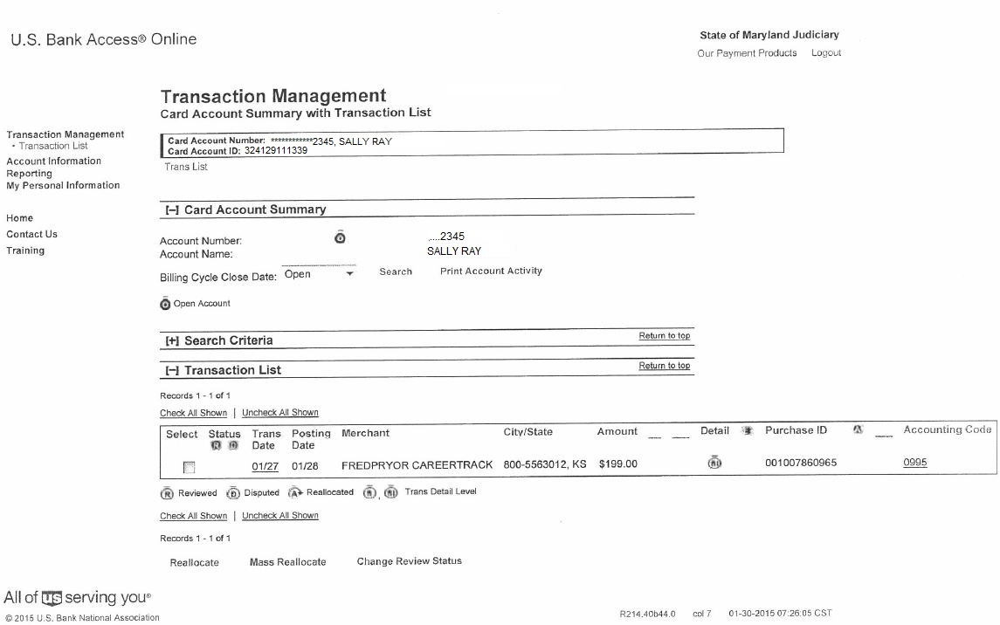 U.S. Bank Access® Online
State of Maryland Judiciary
Our Payment Products Logout
Transaction Management
Card Account Summary with Transaction List
Transaction Management
• Transaction List
Account Information
Reporting
My Personal Information
Home
Contact Us
Training
Card Account Number: ************2345, SALLY RAY
Card Account ID: 324129111339
Trans List
[–] Card Account Summary
Account Number: ....2345
Account Name: SALLY RAY
Billing Cycle Close Date: Open Search Print Account Activity
Open Account
[+] Search Criteria Return to top
[–] Transaction List Return to top
Records 1 - 1 of 1
Check All Shown | Uncheck All Shown
Select Status Trans Date Posting Date Merchant City/State Amount Detail Purchase ID Accounting Code
01/27 01/28 FREDPRYOR CAREERTRACK 800-5563012, KS $199.00 001007860965 0995
R Reviewed D Disputed A Reallocated Trans Detail Level
Check All Shown | Uncheck All Shown
Records 1 - 1 of 1
Reallocate Mass Reallocate Change Review Status
All of us serving you®
© 2015 U.S. Bank National Association
R214.40b44.0 col 7 01-30-2015 07:26:05 CST